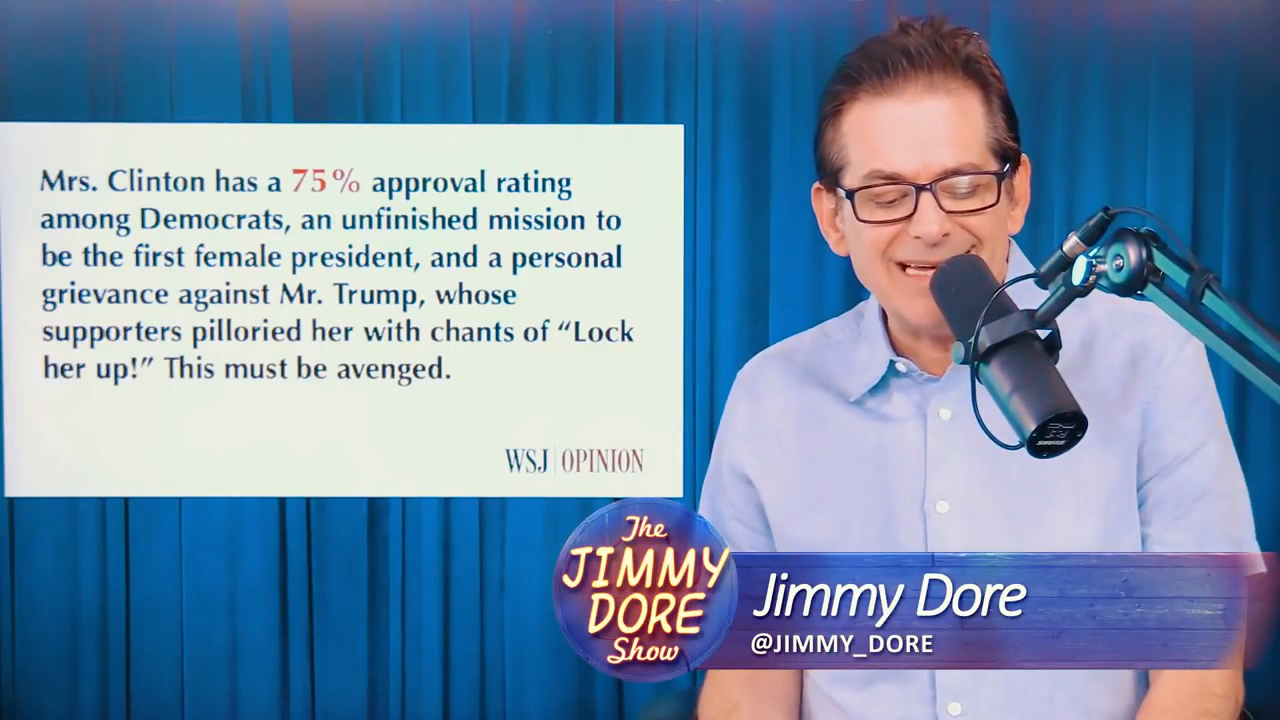 Mrs. Clinton has a 75% approval rating
among Democrats, an unfinished mission to
be the first female president, and a personal
grievance against Mr. Trump, whose
supporters pilloried her with chants of “Lock
her up!” This must be avenged.
WSJ | OPINION
The
JIMMY
DORE
Show
Jimmy Dore
@JIMMY_DORE
SHURE